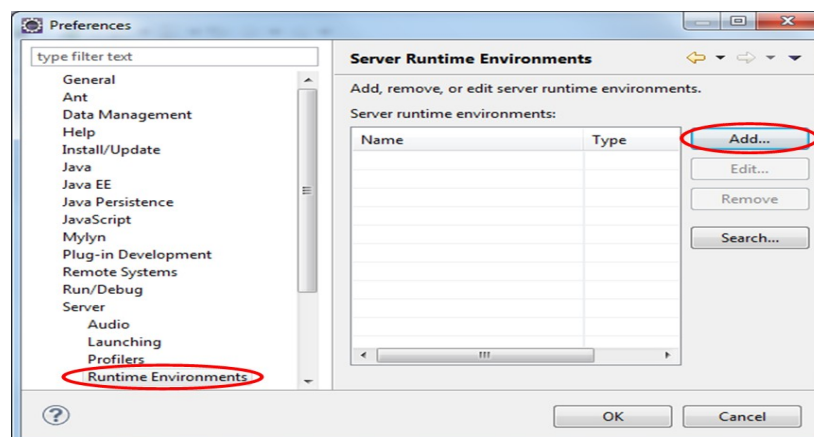 Preferences
type filter text
General
Ant
Data Management
Help
Install/Update
Java
Java EE
Java Persistence
JavaScript
Mylyn
Plug-in Development
Remote Systems
Run/Debug
Server
Audio
Launching
Profilers
Runtime Environments
Server Runtime Environments
Add, remove, or edit server runtime environments.
Server runtime environments:
Name Type
Add...
Edit...
Remove
Search...
OK Cancel